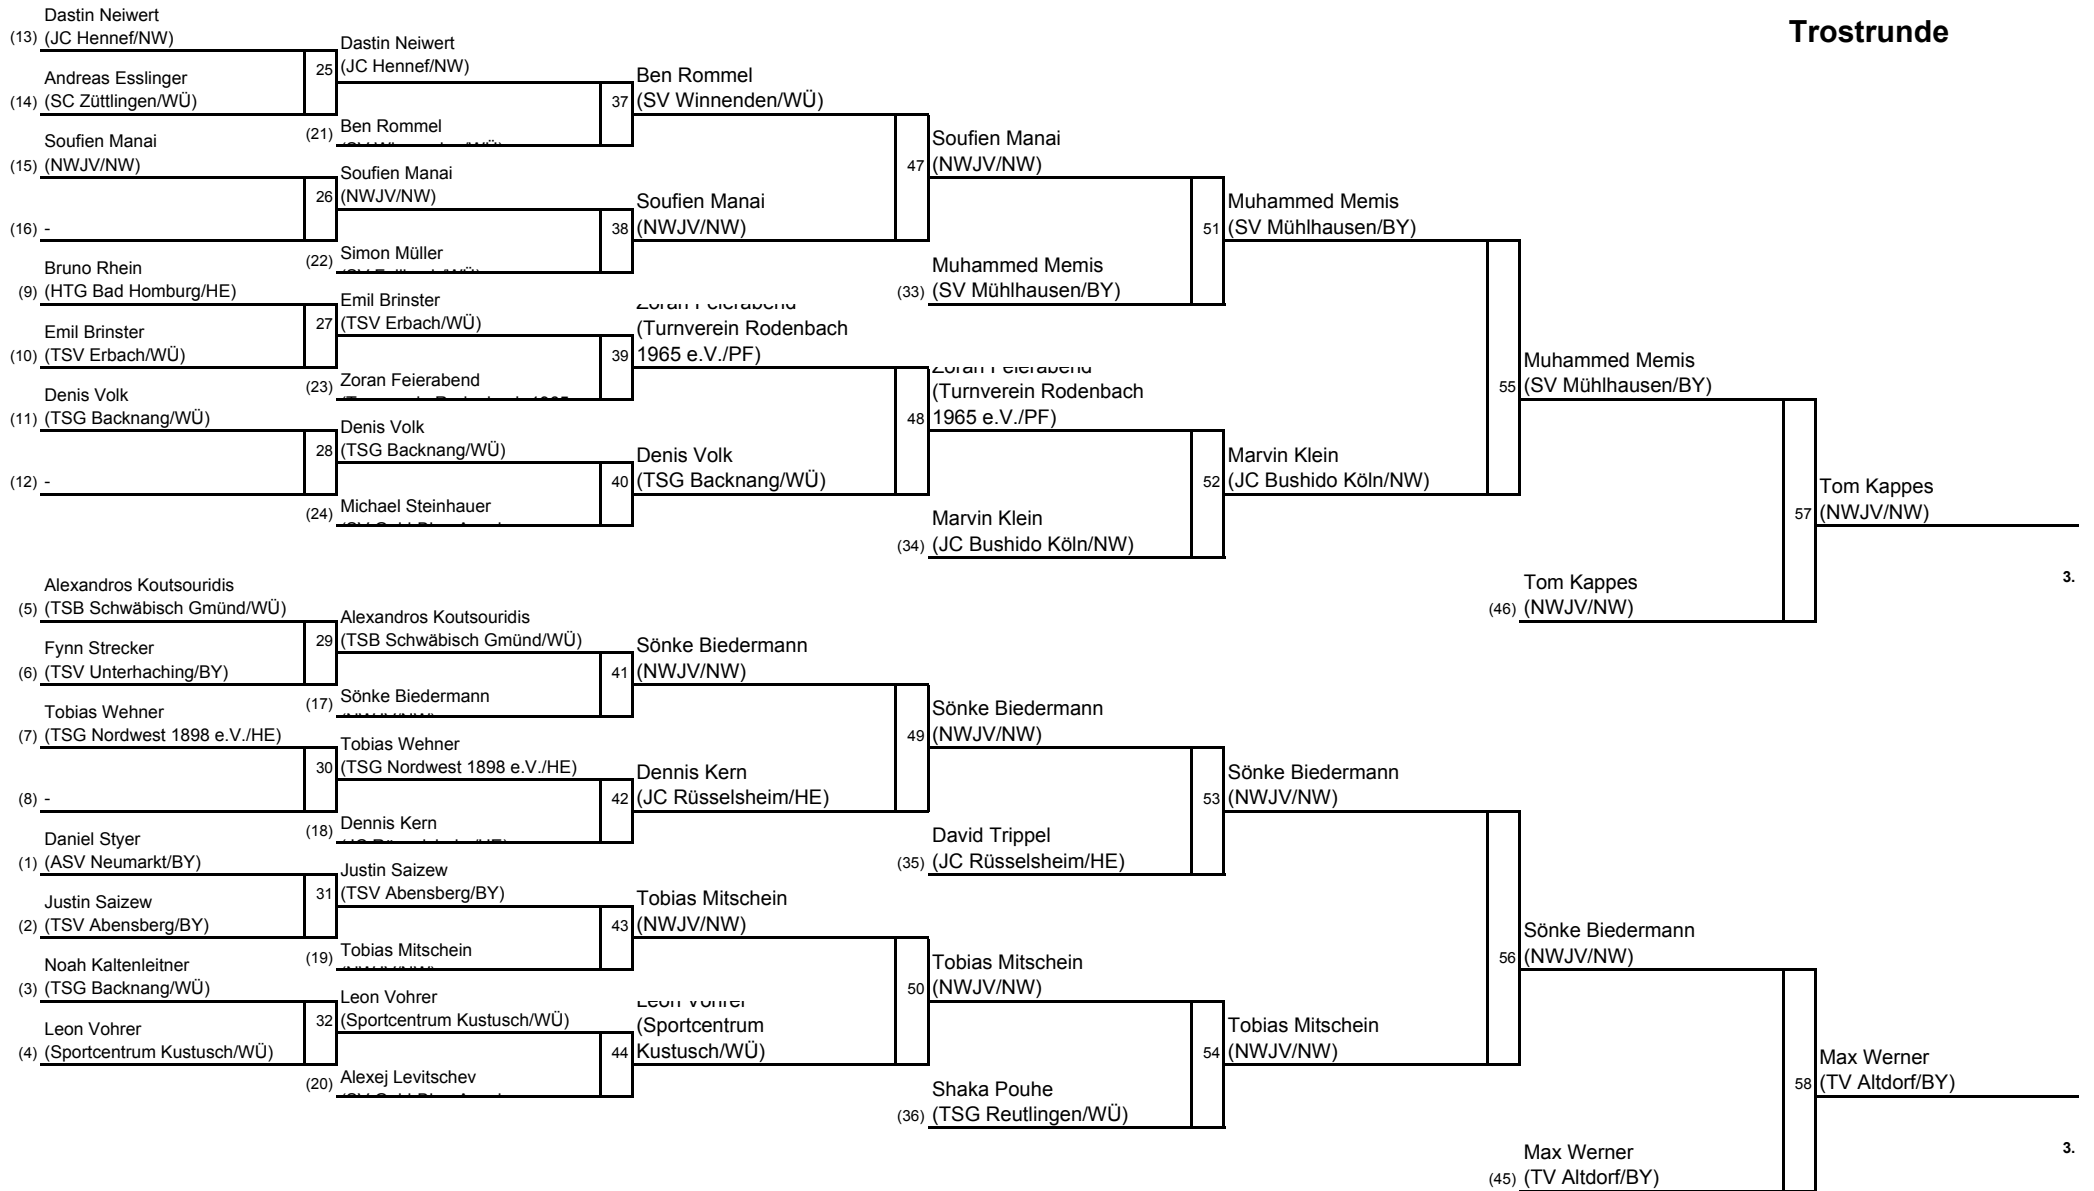 Trostrunde
Dastin Neiwert
(13) (JC Hennef/NW)
Andreas Esslinger
(14) (SC Züttlingen/WÜ)
Soufien Manai
(15) (NWJV/NW)
(16) -
Bruno Rhein
(9) (HTG Bad Homburg/HE)
Emil Brinster
(10) (TSV Erbach/WÜ)
Denis Volk
(11) (TSG Backnang/WÜ)
(12) -
Alexandros Koutsouridis
(5) (TSB Schwäbisch Gmünd/WÜ)
Fynn Strecker
(6) (TSV Unterhaching/BY)
Tobias Wehner
(7) (TSG Nordwest 1898 e.V./HE)
(8) -
Daniel Styer
(1) (ASV Neumarkt/BY)
Justin Saizew
(2) (TSV Abensberg/BY)
Noah Kaltenleitner
(3) (TSG Backnang/WÜ)
Leon Vohrer
(4) (Sportcentrum Kustusch/WÜ)
Dastin Neiwert
25 (JC Hennef/NW)
(21) Ben Rommel
Soufien Manai
26 (NWJV/NW)
(22) Simon Müller
Emil Brinster
27 (TSV Erbach/WÜ)
(23) Zoran Feierabend
Denis Volk
28 (TSG Backnang/WÜ)
(24) Michael Steinhauer
Alexandros Koutsouridis
29 (TSB Schwäbisch Gmünd/WÜ)
(17) Sönke Biedermann
Tobias Wehner
30 (TSG Nordwest 1898 e.V./HE)
(18) Dennis Kern
Justin Saizew
31 (TSV Abensberg/BY)
(19) Tobias Mitschein
Leon Vohrer
32 (Sportcentrum Kustusch/WÜ)
(20) Alexej Levitschev
Ben Rommel
37 (SV Winnenden/WÜ)
Soufien Manai
38 (NWJV/NW)
Zoran Feierabend
(Turnverein Rodenbach
39 1965 e.V./PF)
Denis Volk
40 (TSG Backnang/WÜ)
Sönke Biedermann
41 (NWJV/NW)
Dennis Kern
42 (JC Rüsselsheim/HE)
Tobias Mitschein
43 (NWJV/NW)
Leon Vohrer
(Sportcentrum
44 Kustusch/WÜ)
Soufien Manai
47 (NWJV/NW)
Muhammed Memis
(33) (SV Mühlhausen/BY)
Zoran Feierabend
(Turnverein Rodenbach
48 1965 e.V./PF)
Marvin Klein
(34) (JC Bushido Köln/NW)
Sönke Biedermann
49 (NWJV/NW)
David Trippel
(35) (JC Rüsselsheim/HE)
Tobias Mitschein
50 (NWJV/NW)
Shaka Pouhe
(36) (TSG Reutlingen/WÜ)
Muhammed Memis
51 (SV Mühlhausen/BY)
Marvin Klein
52 (JC Bushido Köln/NW)
Sönke Biedermann
53 (NWJV/NW)
Tobias Mitschein
54 (NWJV/NW)
Muhammed Memis
55 (SV Mühlhausen/BY)
Tom Kappes
(46) (NWJV/NW)
Sönke Biedermann
56 (NWJV/NW)
Max Werner
(45) (TV Altdorf/BY)
Tom Kappes
57 (NWJV/NW)
3.
Max Werner
58 (TV Altdorf/BY)
3.